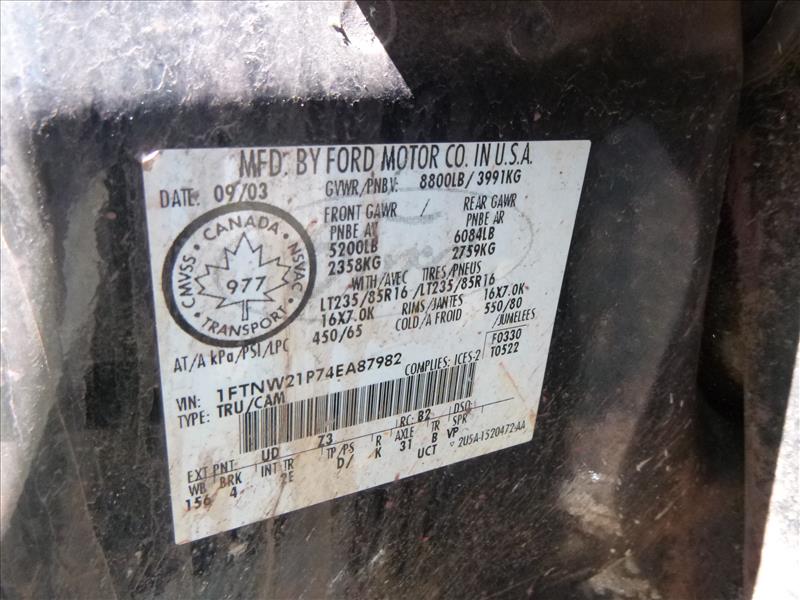 MFD. BY FORD MOTOR CO. IN U.S.A.
DATE: 09/03 GVWR/PNBV: 8800LB/3991KG
FRONT GAWR / REAR GAWR
PNBE AV PNBE AR
5200LB 6084LB
2358KG 2759KG
WITH/AVEC TIRES/PNEUS
LT235/85R16 /LT235/85R16
16X7.0K RIMS/JANTES 16X7.0K
AT/A kPa/PSI/LPC 450/65 COLD/A FROID 550/80
/JUMELEES
CMVSS • CANADA • NSVAC • TRANSPORT •
977
VIN: 1FTNW21P74EA87982 COMPLIES: ICES-2
F0330
T0522
TYPE: TRU/CAM
RC: B2 DSO:
EXT PNT: UD Z3
WB BRK INT TR TP/PS R AXLE TR SPR
156 4 2E D/ K 31 B VP
UCT ▽ 2U5A-1520472-AA